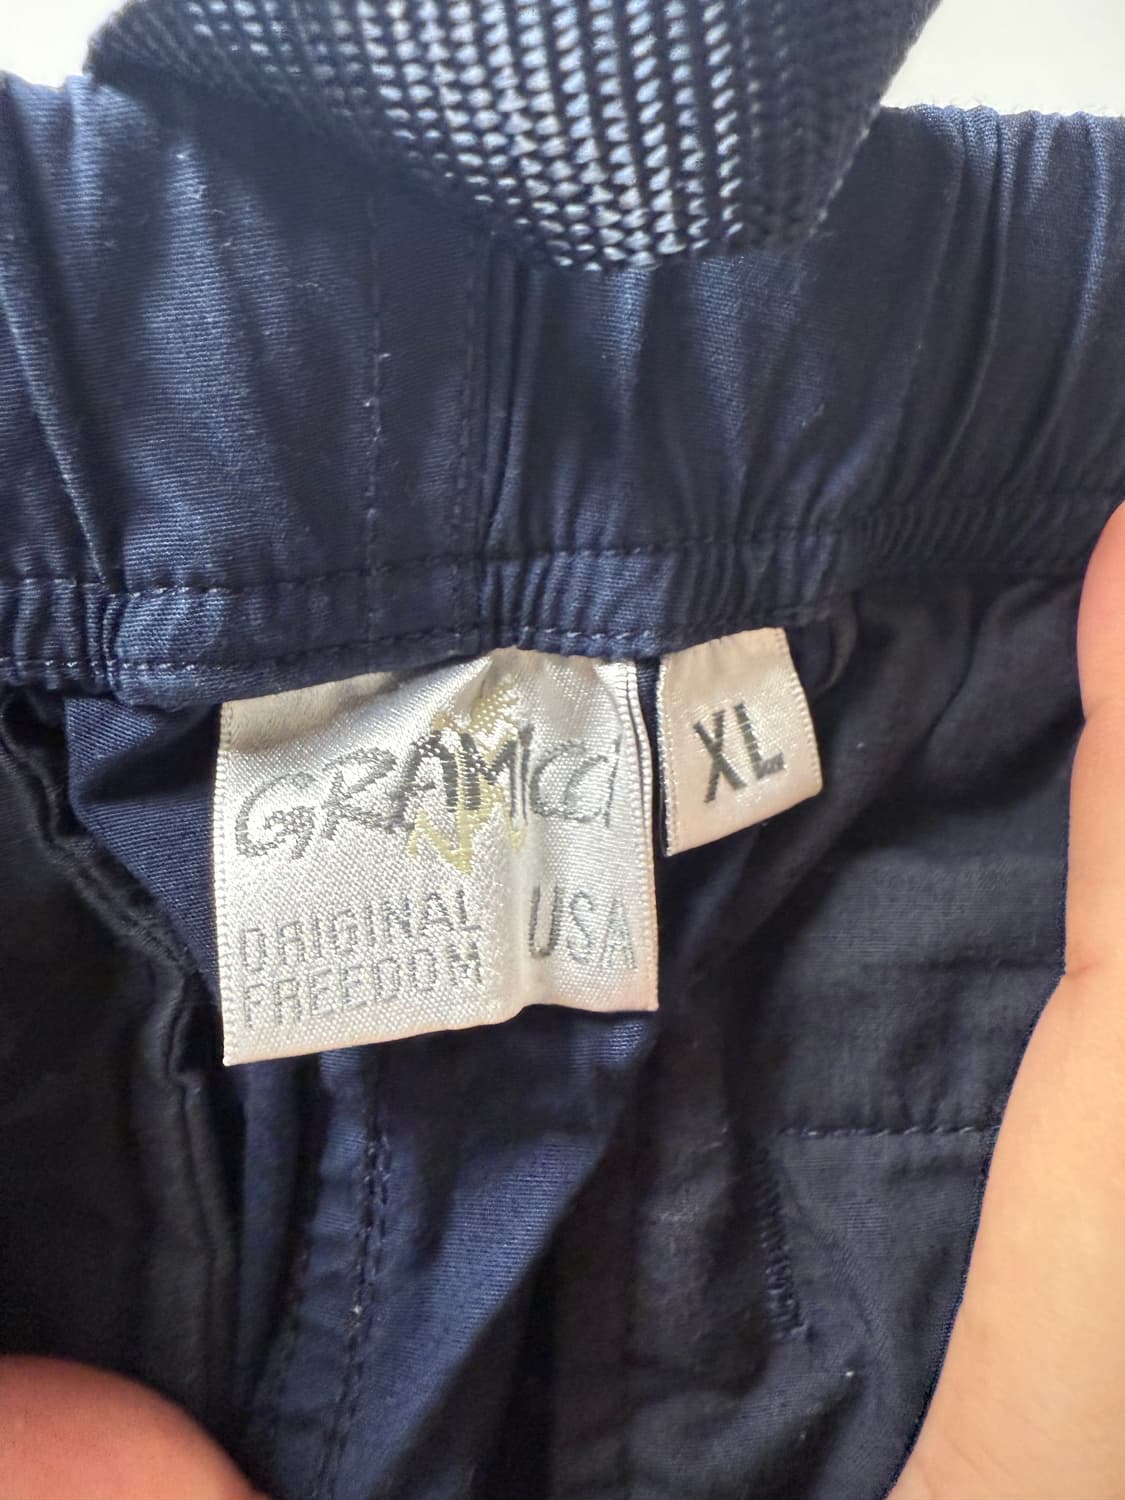 GRAMicci
ORIGINAL
FREEDOM
USA
XL